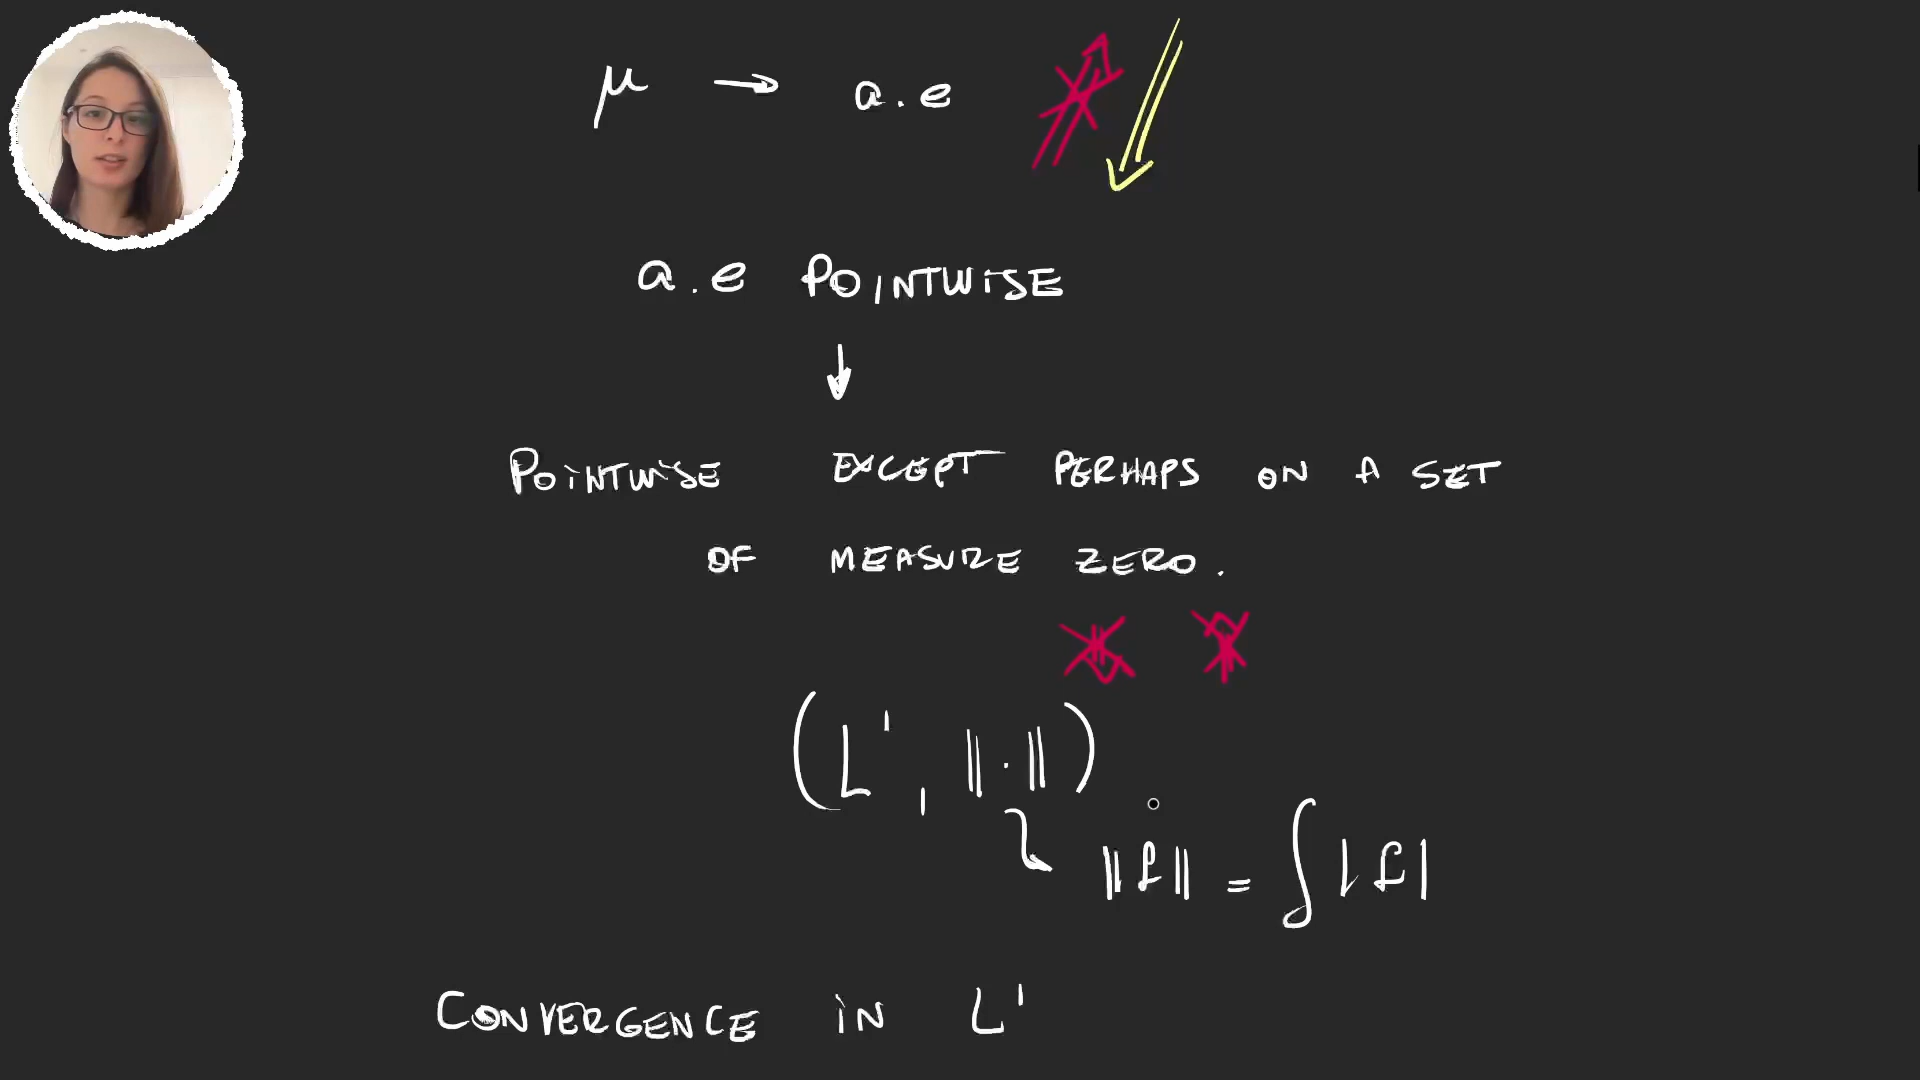 μ → a.e
a.e POINTWISE
POINTWISE EXCEPT PERHAPS ON A SET
OF MEASURE ZERO.
(L¹, ‖·‖)
‖f‖ = ∫|f|
CONVERGENCE IN L¹